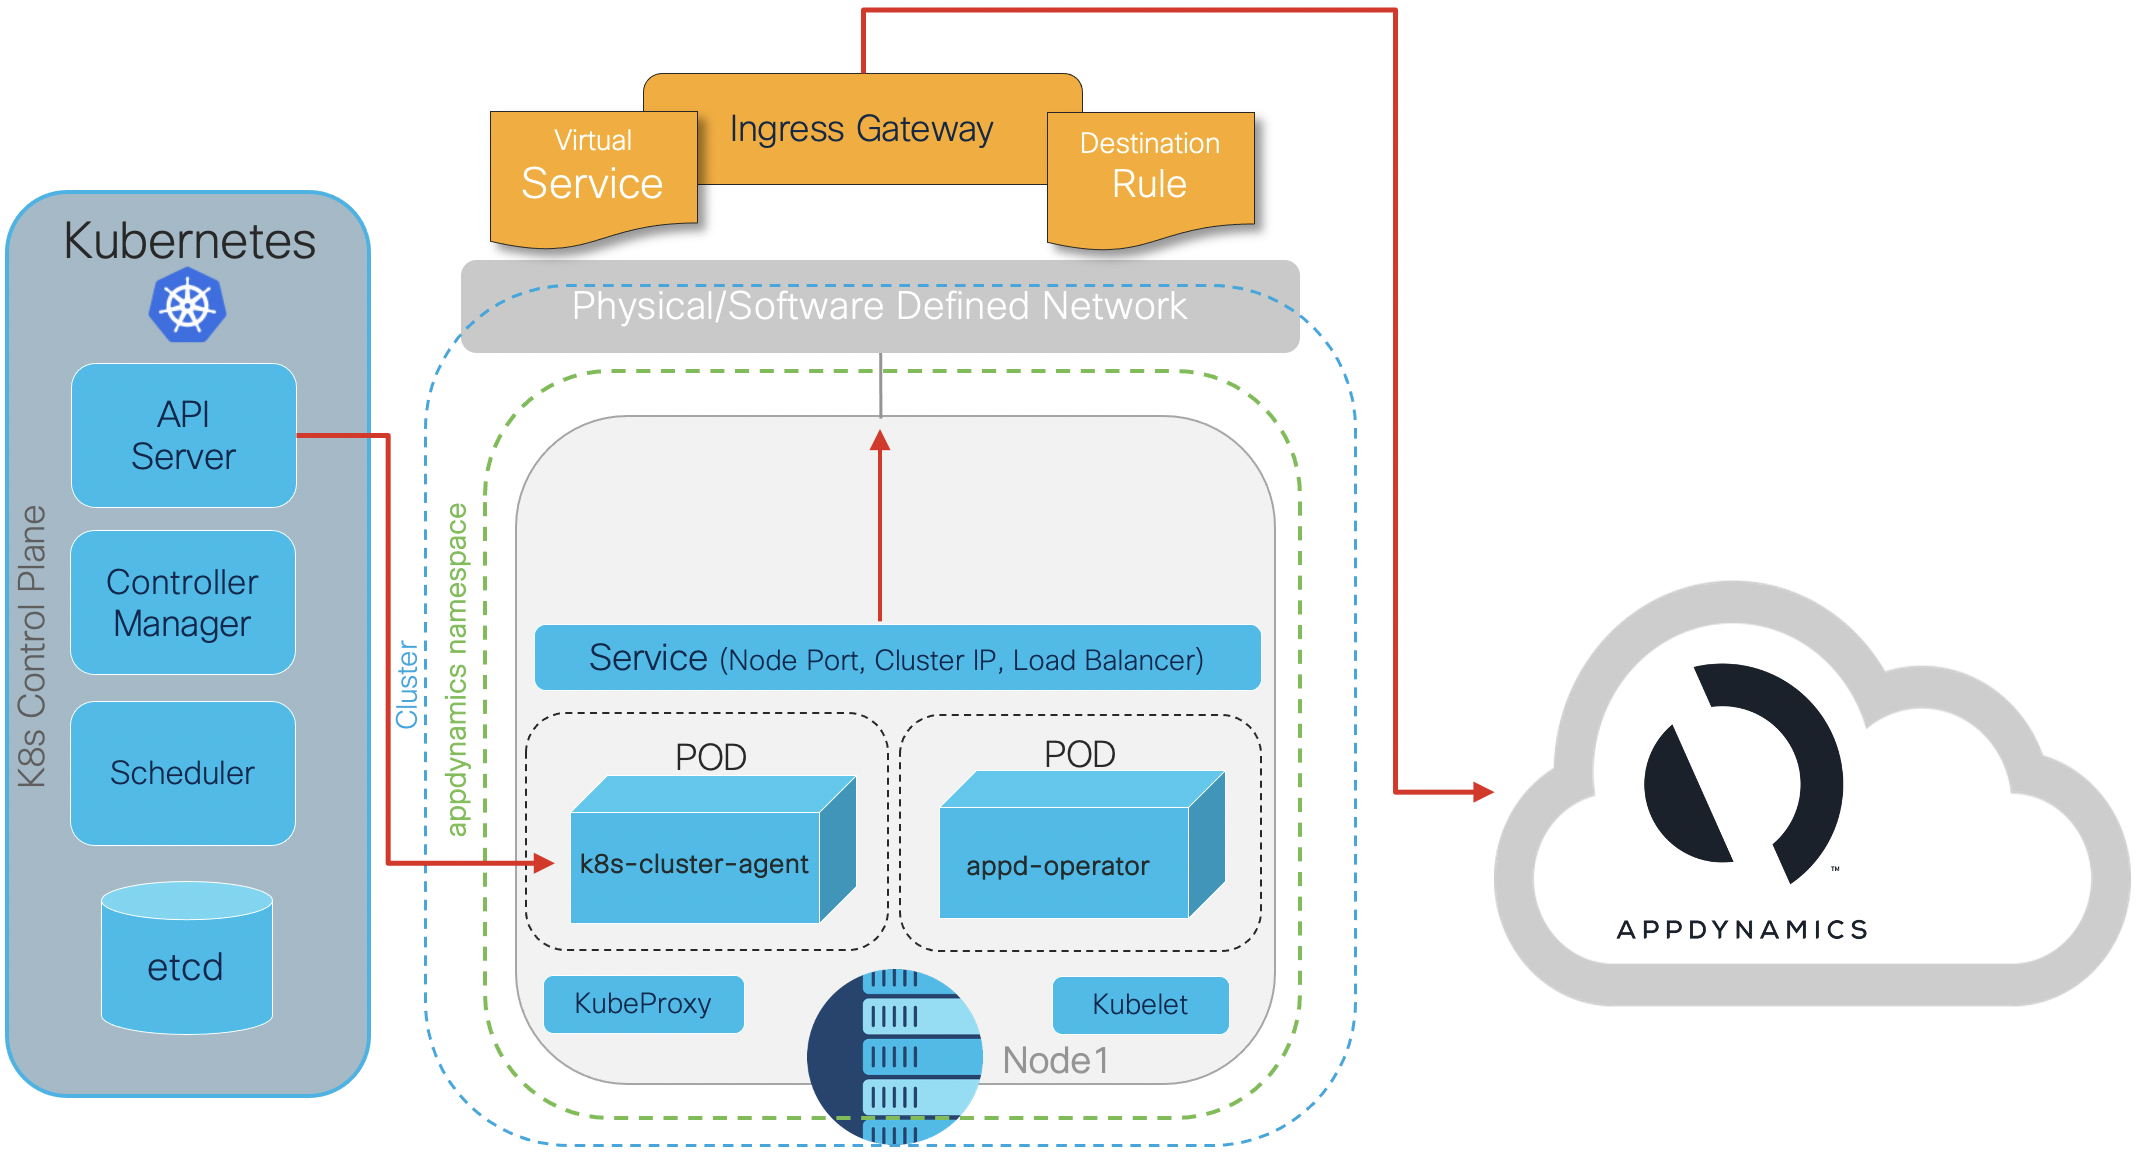 Ingress Gateway
Virtual
Service
Destination
Rule
Physical/Software Defined Network
Kubernetes
API
Server
Controller
Manager
Scheduler
etcd
K8s Control Plane
Cluster
appdynamics namespace
Service (Node Port, Cluster IP, Load Balancer)
POD
k8s-cluster-agent
POD
appd-operator
KubeProxy
Kubelet
Node1
TM
APPDYNAMICS